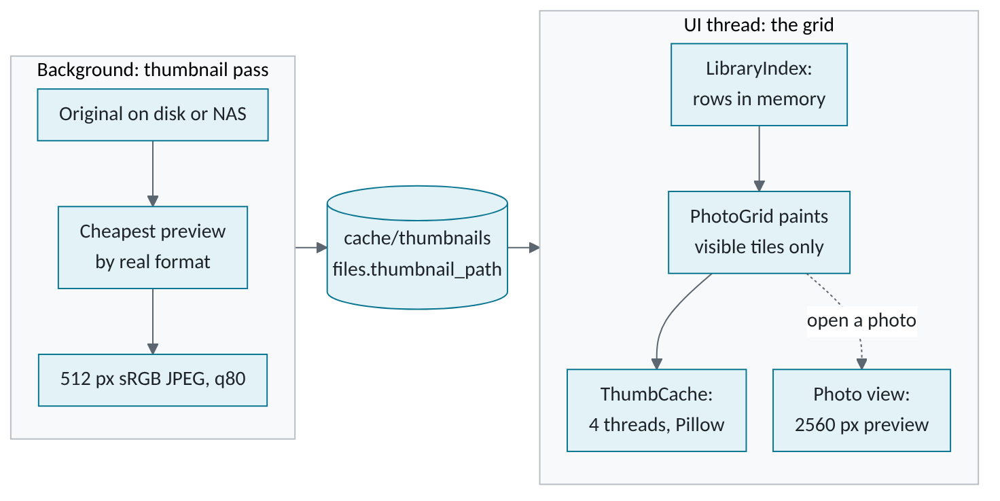 Background: thumbnail pass
Original on disk or NAS
Cheapest preview
by real format
512 px sRGB JPEG, q80
cache/thumbnails
files.thumbnail_path
UI thread: the grid
LibraryIndex:
rows in memory
PhotoGrid paints
visible tiles only
open a photo
ThumbCache:
4 threads, Pillow
Photo view:
2560 px preview